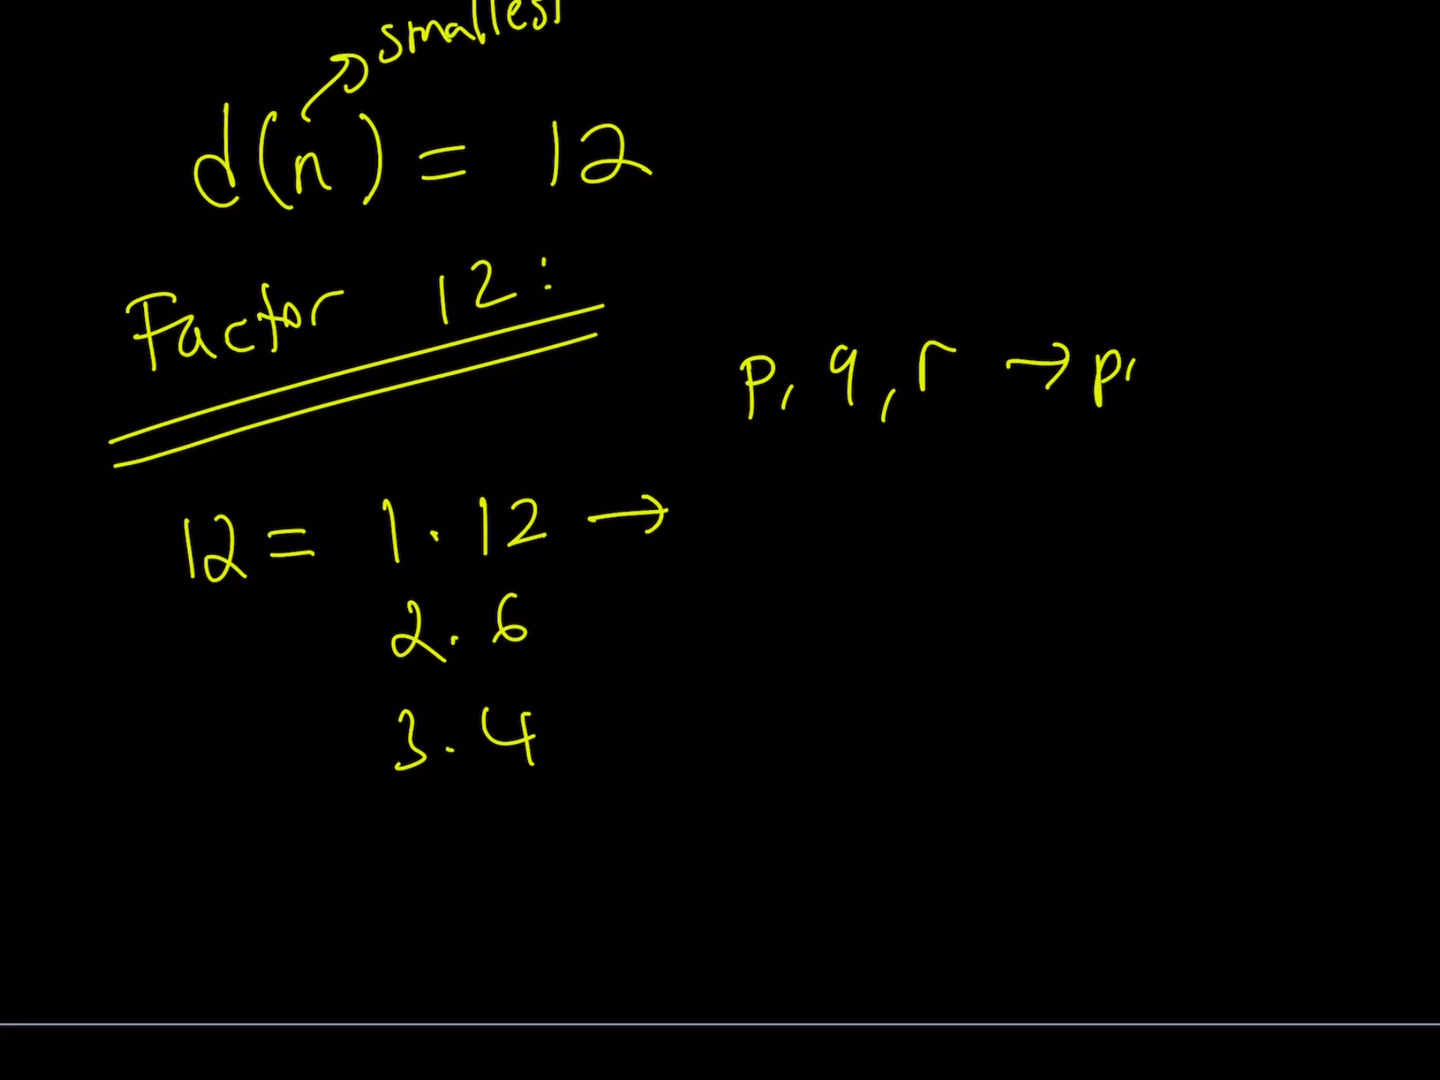 smallest
d(n) = 12
Factor 12:
p, q, r → p,
12 = 1 · 12 →
2 · 6
3 · 4